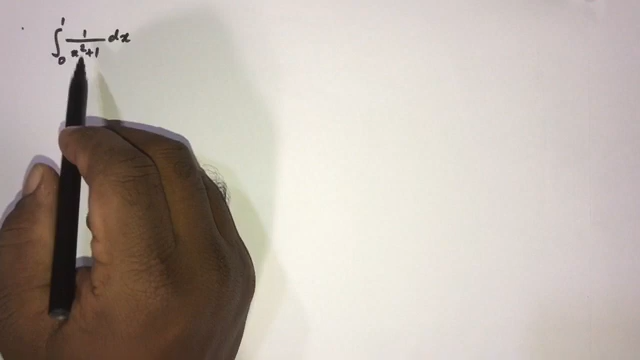 ∫₀¹ 1/(x²+1) dx